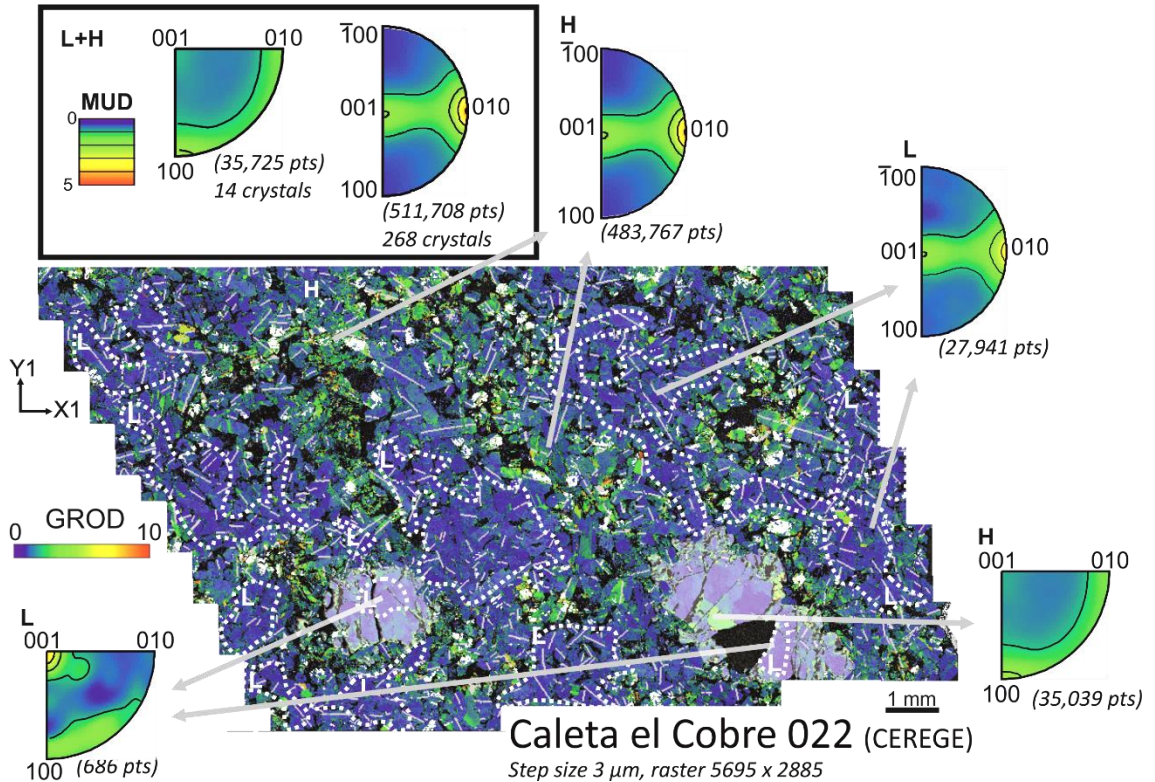 L+H
MUD
0
5
001
010
100
(35,725 pts)
14 crystals
1̅00
001
010
100
(511,708 pts)
268 crystals
H
1̅00
001
010
100
(483,767 pts)
L
1̅00
001
010
100
(27,941 pts)
H
L
L
L
L
Y1
X1
L
L
L
L
L
L
L
L
L
L
GROD
0
10
L
001
010
100
(686 pts)
H
001
010
100
(35,039 pts)
1 mm
Caleta el Cobre 022 (CEREGE)
Step size 3 µm, raster 5695 x 2885